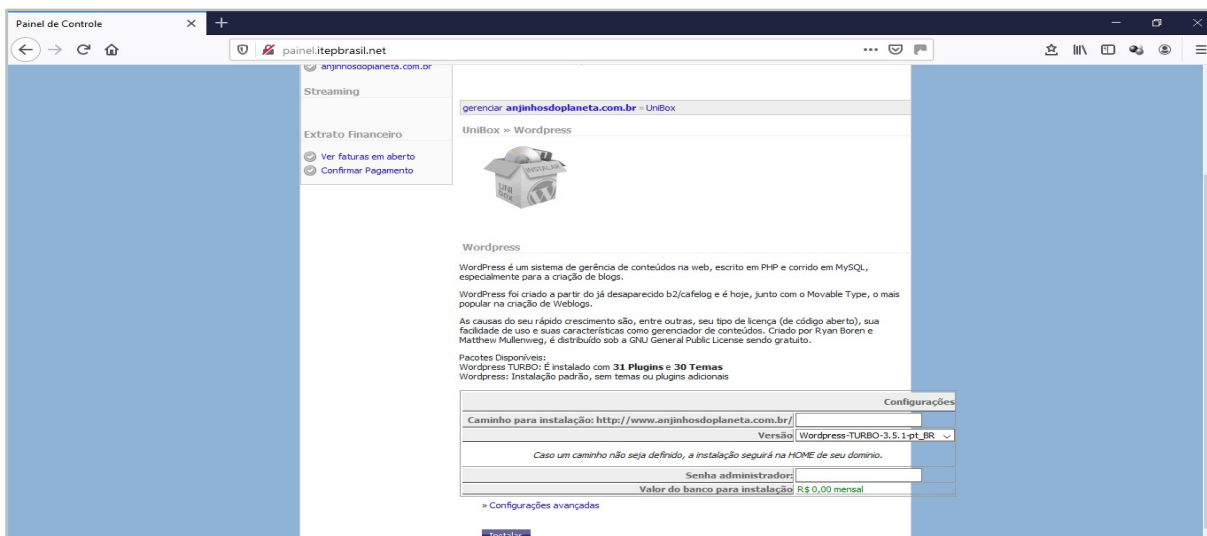 Painel de Controle
painel.itepbrasil.net
anjinhosdoplaneta.com.br
Streaming
Extrato Financeiro
Ver faturas em aberto
Confirmar Pagamento
gerenciar anjinhosdoplaneta.com.br » UniBox
UniBox » Wordpress
INSTALAR
UNI
BOX
Wordpress
WordPress é um sistema de gerência de conteúdos na web, escrito em PHP e corrido em MySQL,
especialmente para a criação de blogs.
WordPress foi criado a partir do já desaparecido b2/cafelog e é hoje, junto com o Movable Type, o mais
popular na criação de Weblogs.
As causas do seu rápido crescimento são, entre outras, seu tipo de licença (de código aberto), sua
facilidade de uso e suas características como gerenciador de conteúdos. Criado por Ryan Boren e
Matthew Mullenweg, é distribuído sob a GNU General Public License sendo gratuito.
Pacotes Disponíveis:
Wordpress TURBO: É instalado com 31 Plugins e 30 Temas
Wordpress: Instalação padrão, sem temas ou plugins adicionais
Configurações
Caminho para instalação: http://www.anjinhosdoplaneta.com.br/
Versão Wordpress-TURBO-3.5.1-pt_BR
Caso um caminho não seja definido, a instalação seguirá na HOME de seu dominio.
Senha administrador:
Valor do banco para instalação R$ 0,00 mensal
» Configurações avançadas
Instalar